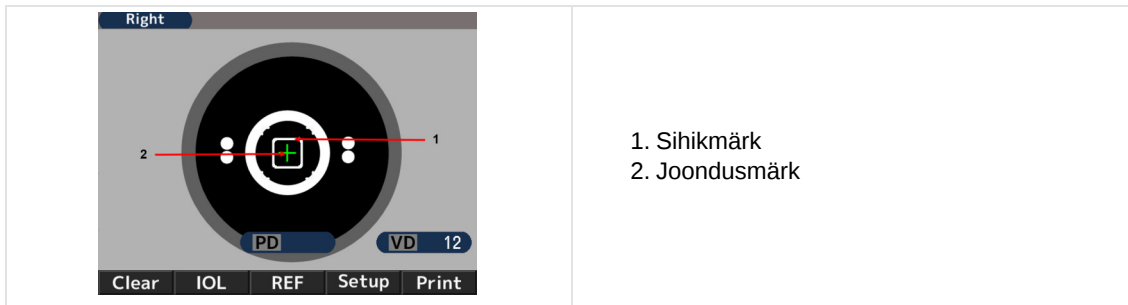 Right
1
2
PD
VD 12
Clear IOL REF Setup Print
1. Sihikmärk
2. Joondusmärk